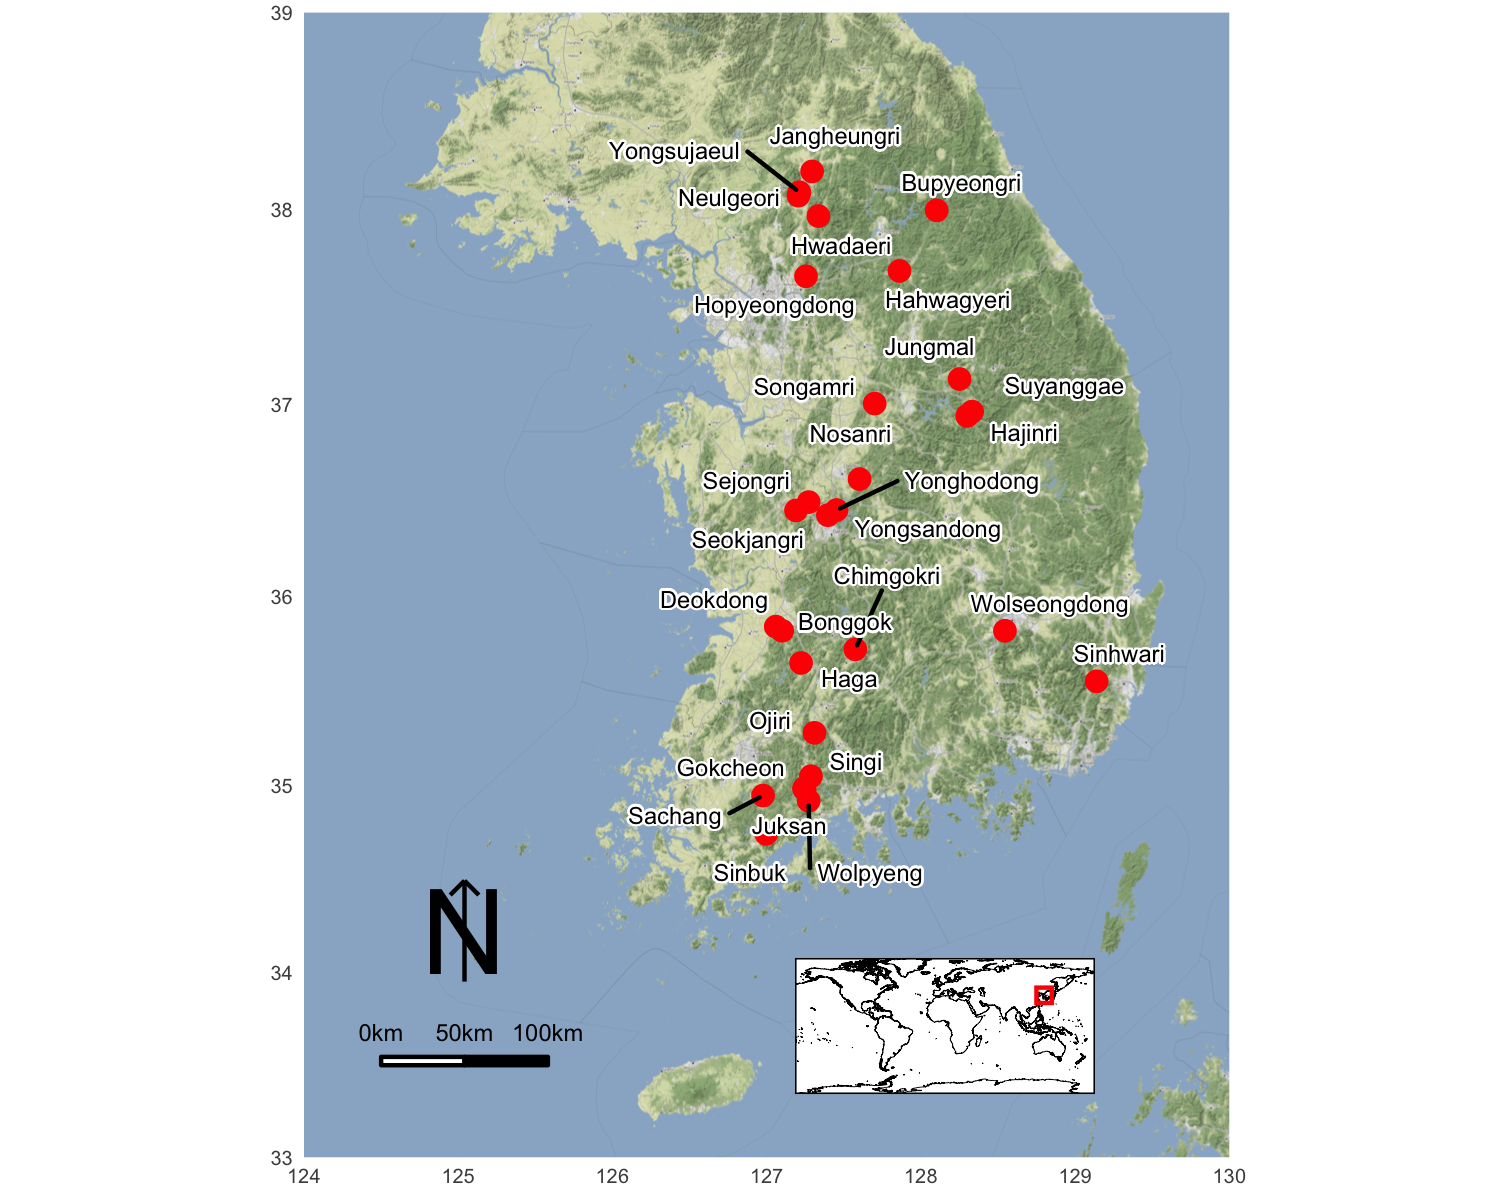 39
Jangheungri
Yongsujaeul
Bupyeongri
Neulgeori
38
Hwadaeri
Hahwagyeri
Hopyeongdong
Jungmal
Songamri
Suyanggae
37
Nosanri
Hajinri
Sejongri
Yonghodong
Yongsandong
Seokjangri
Chimgokri
36
Deokdong
Wolseongdong
Bonggok
Sinhwari
Haga
Ojiri
Singi
Gokcheon
35
Sachang
Juksan
Sinbuk
Wolpyeng
N
34
0km 50km 100km
33
124 125 126 127 128 129 130